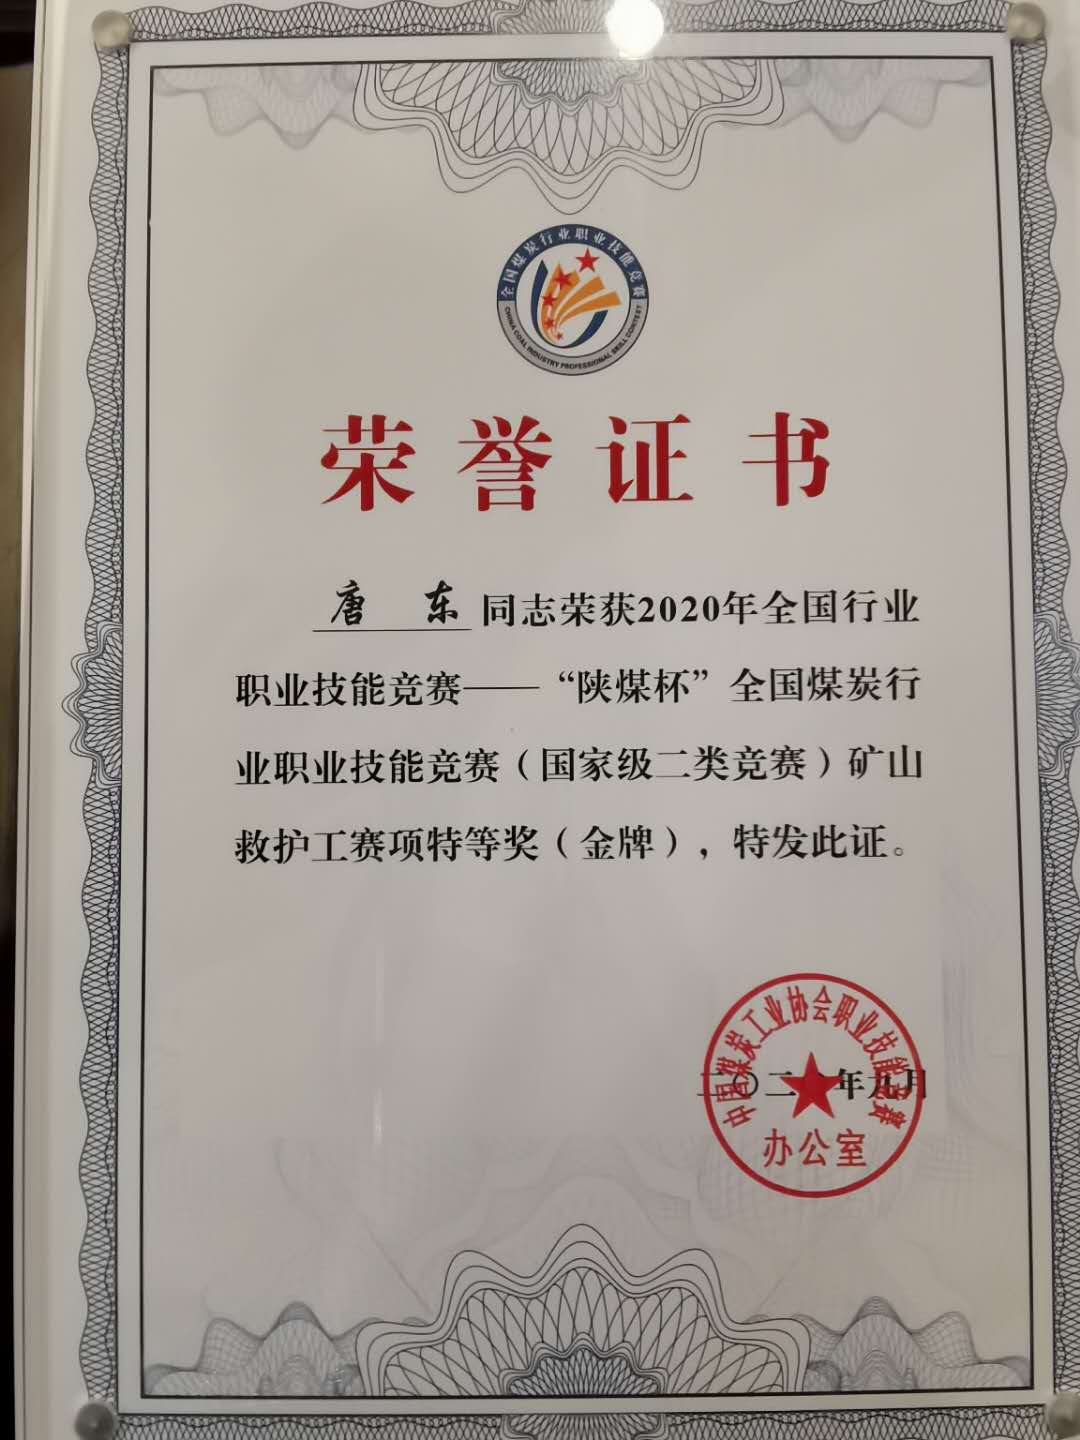 全国煤炭行业职业技能竞赛
CHINA COAL INDUSTRY PROFESSIONAL SKILL CONTEST
荣誉证书
唐 东 同志荣获2020年全国行业
职业技能竞赛——“陕煤杯”全国煤炭行
业职业技能竞赛(国家级二类竞赛)矿山
救护工赛项特等奖(金牌),特发此证。
中国煤炭工业协会职业技能竞赛
二〇二〇年九月
办公室